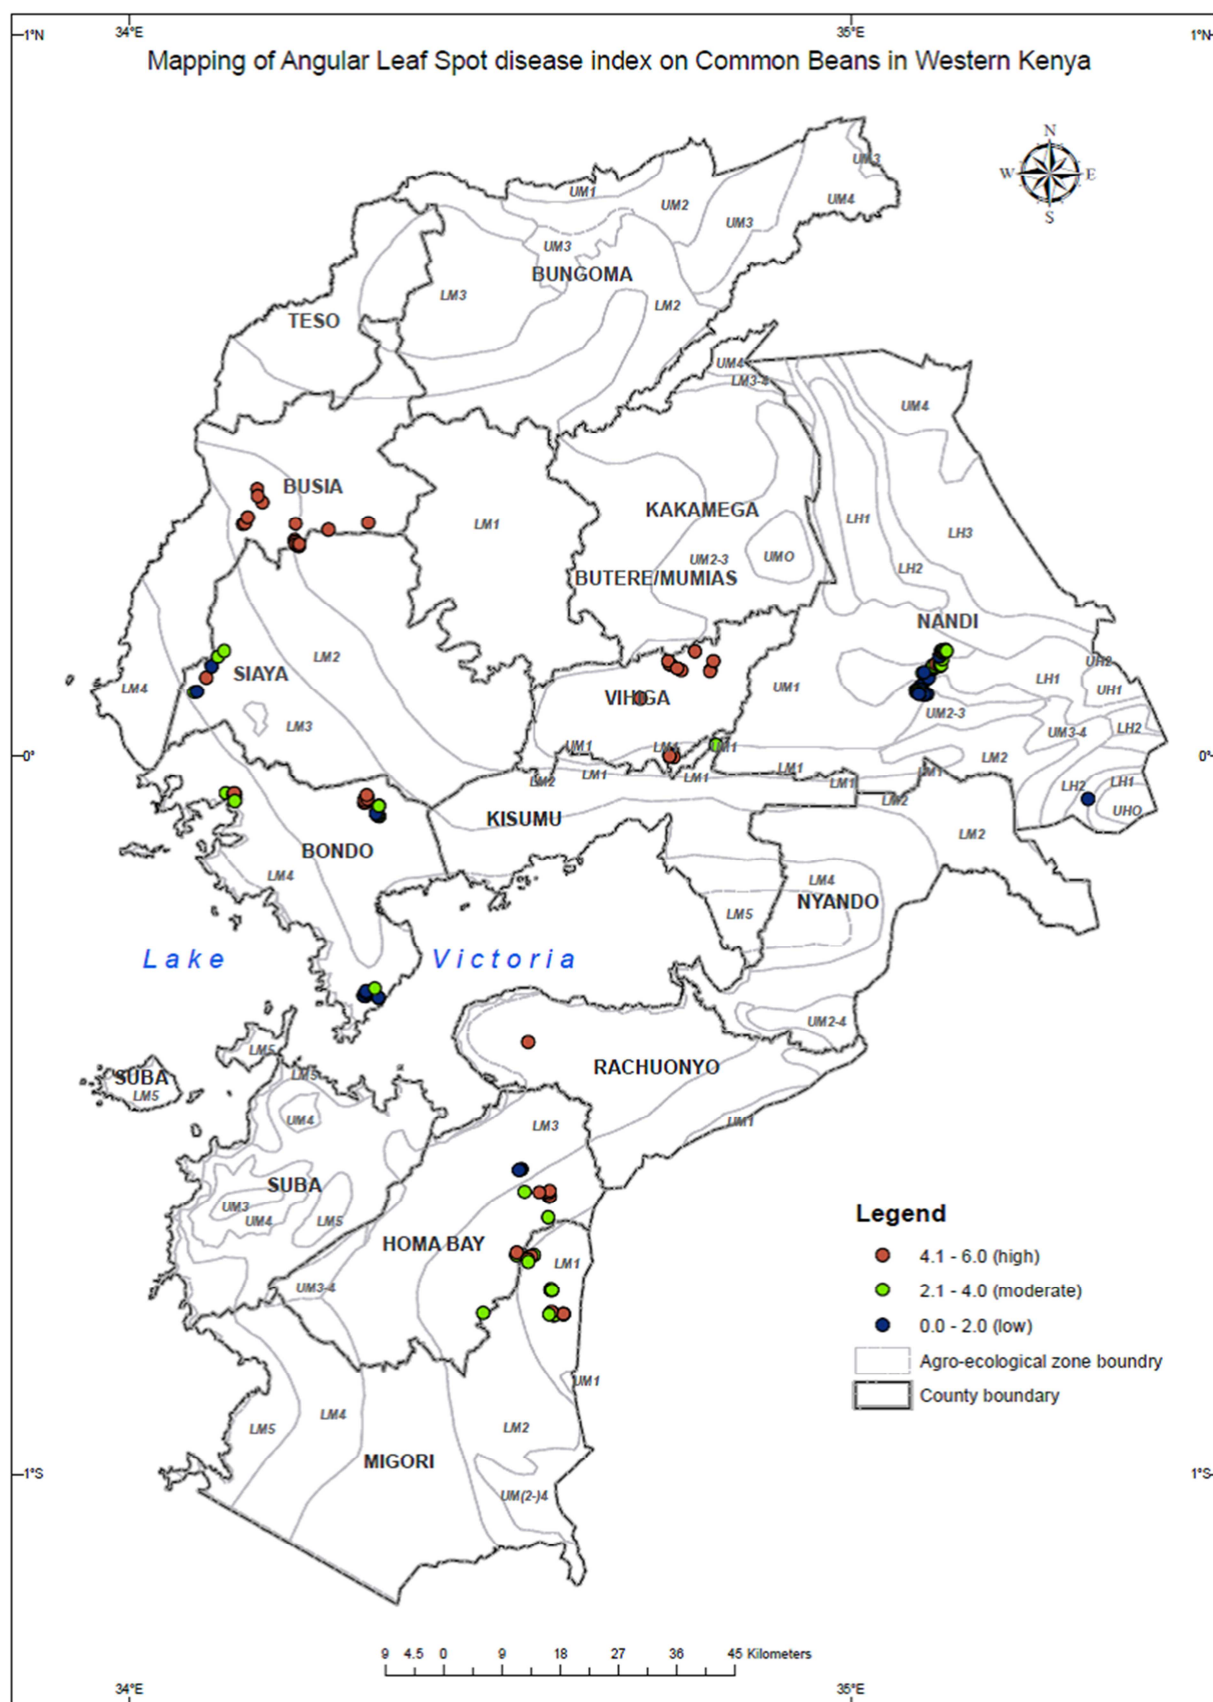 34°E 35°E
1°N 1°N
Mapping of Angular Leaf Spot disease index on Common Beans in Western Kenya
N
W E
S
UM3
UM1
UM2
UM4
UM3
UM3
BUNGOMA
LM3
LM2
TESO
UM4
LM3-4
UM4
BUSIA
KAKAMEGA
LM1
LH1
LH3
UM2-3
UMO
LH2
BUTERE/MUMIAS
NANDI
LM2
UH2
SIAYA
LH1
LM4
UM1
UH1
VIHIGA
UM2-3
LM3
LH2
UM3-4
UM1
LM1
LM1
0° 0°
LM2
LM1
LM2
LM1
LM1
LM1
LM1
LH2
LH1
LM2
UHO
KISUMU
LM2
BONDO
LM4
LM4
NYANDO
LM5
Lake Victoria
UM2-4
LM5
RACHUONYO
SUBA
LM5
LM5
UM4
UM1
LM3
SUBA
UM3
UM4
LM5
HOMA BAY
LM1
UM3-4
UM1
LM4
LM5
LM2
MIGORI
UM(2-)4
Legend
4.1 - 6.0 (high)
2.1 - 4.0 (moderate)
0.0 - 2.0 (low)
Agro-ecological zone boundry
County boundary
1°S 1°S
9 4.5 0 9 18 27 36 45 Kilometers
34°E 35°E